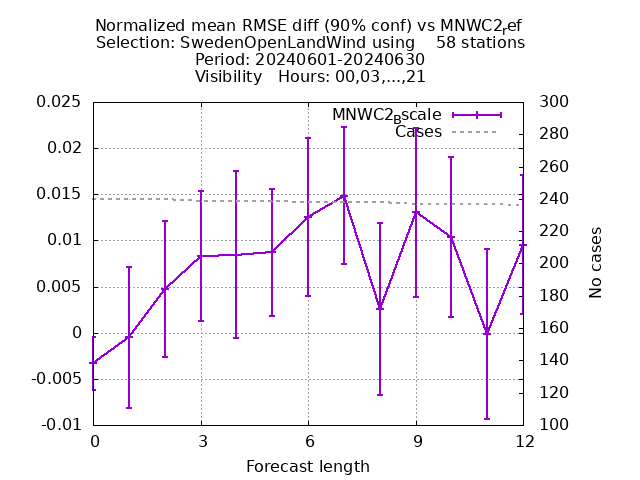 Normalized mean RMSE diff (90% conf) vs MNWC2ref
Selection: SwedenOpenLandWind using    58 stations
Period: 20240601-20240630
Visibility   Hours: 00,03,...,21
MNWC2Bscale
Cases
0.025
0.02
0.015
0.01
0.005
0
-0.005
-0.01
300
280
260
240
220
200
180
160
140
120
100
No cases
0 3 6 9 12
Forecast length